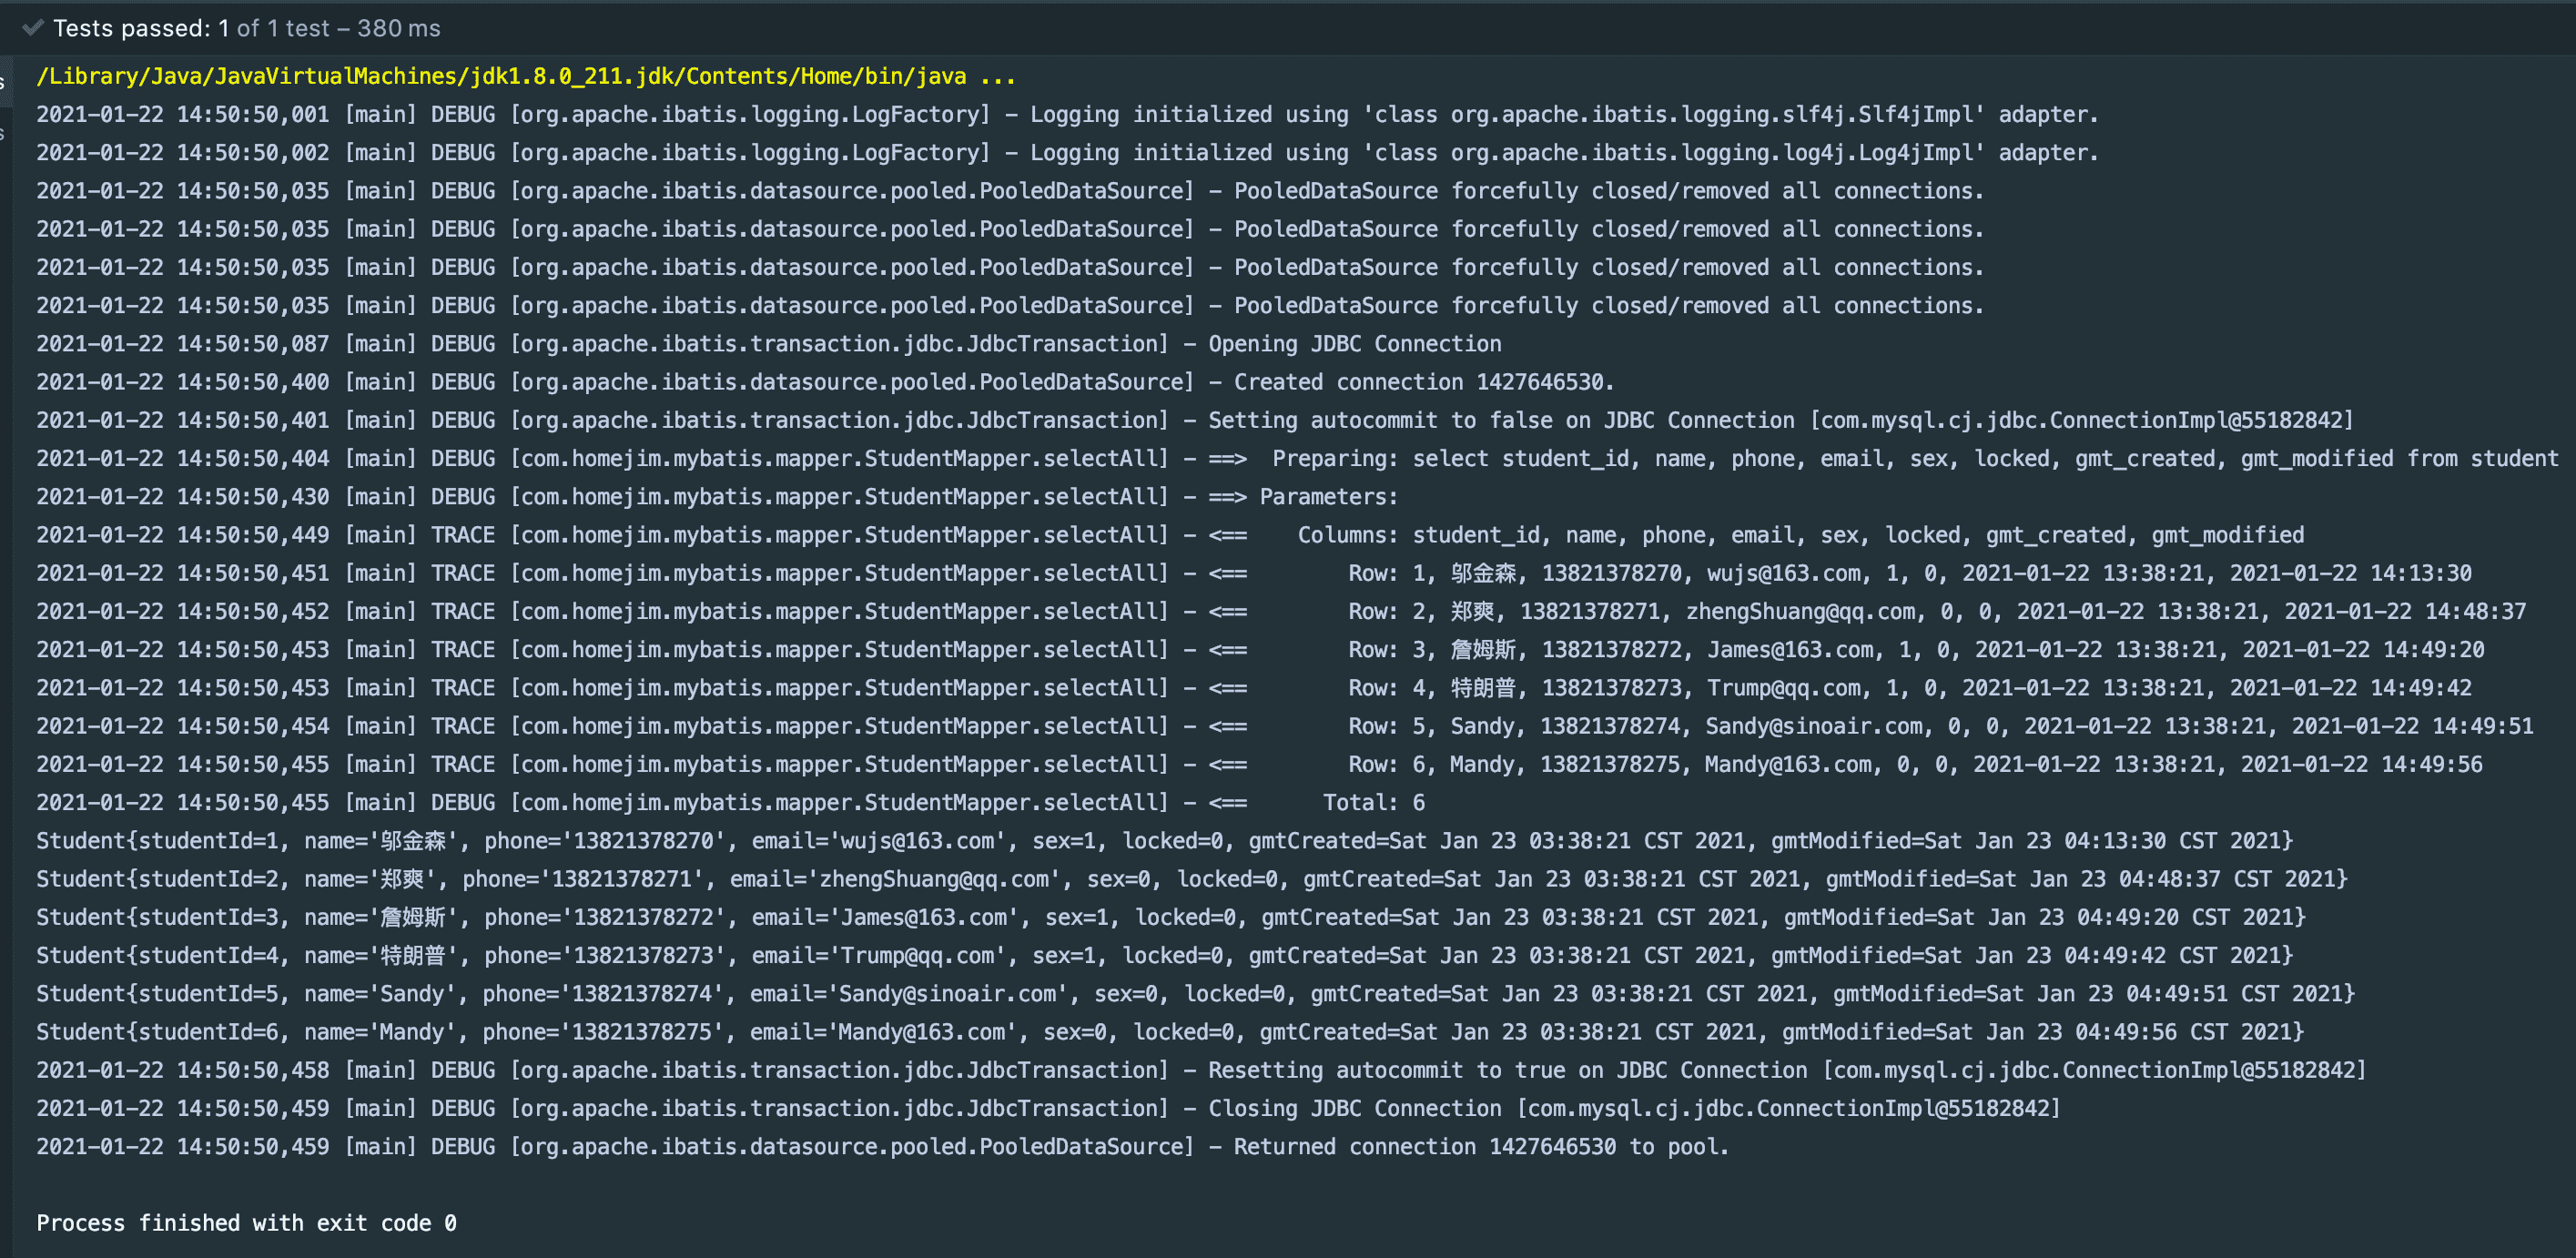 Tests passed: 1 of 1 test – 380 ms
/Library/Java/JavaVirtualMachines/jdk1.8.0_211.jdk/Contents/Home/bin/java ...
2021-01-22 14:50:50,001 [main] DEBUG [org.apache.ibatis.logging.LogFactory] - Logging initialized using 'class org.apache.ibatis.logging.slf4j.Slf4jImpl' adapter.
2021-01-22 14:50:50,002 [main] DEBUG [org.apache.ibatis.logging.LogFactory] - Logging initialized using 'class org.apache.ibatis.logging.log4j.Log4jImpl' adapter.
2021-01-22 14:50:50,035 [main] DEBUG [org.apache.ibatis.datasource.pooled.PooledDataSource] - PooledDataSource forcefully closed/removed all connections.
2021-01-22 14:50:50,035 [main] DEBUG [org.apache.ibatis.datasource.pooled.PooledDataSource] - PooledDataSource forcefully closed/removed all connections.
2021-01-22 14:50:50,035 [main] DEBUG [org.apache.ibatis.datasource.pooled.PooledDataSource] - PooledDataSource forcefully closed/removed all connections.
2021-01-22 14:50:50,035 [main] DEBUG [org.apache.ibatis.datasource.pooled.PooledDataSource] - PooledDataSource forcefully closed/removed all connections.
2021-01-22 14:50:50,087 [main] DEBUG [org.apache.ibatis.transaction.jdbc.JdbcTransaction] - Opening JDBC Connection
2021-01-22 14:50:50,400 [main] DEBUG [org.apache.ibatis.datasource.pooled.PooledDataSource] - Created connection 1427646530.
2021-01-22 14:50:50,401 [main] DEBUG [org.apache.ibatis.transaction.jdbc.JdbcTransaction] - Setting autocommit to false on JDBC Connection [com.mysql.cj.jdbc.ConnectionImpl@55182842]
2021-01-22 14:50:50,404 [main] DEBUG [com.homejim.mybatis.mapper.StudentMapper.selectAll] - ==>  Preparing: select student_id, name, phone, email, sex, locked, gmt_created, gmt_modified from student
2021-01-22 14:50:50,430 [main] DEBUG [com.homejim.mybatis.mapper.StudentMapper.selectAll] - ==> Parameters:
2021-01-22 14:50:50,449 [main] TRACE [com.homejim.mybatis.mapper.StudentMapper.selectAll] - <==    Columns: student_id, name, phone, email, sex, locked, gmt_created, gmt_modified
2021-01-22 14:50:50,451 [main] TRACE [com.homejim.mybatis.mapper.StudentMapper.selectAll] - <==        Row: 1, 邬金森, 13821378270, wujs@163.com, 1, 0, 2021-01-22 13:38:21, 2021-01-22 14:13:30
2021-01-22 14:50:50,452 [main] TRACE [com.homejim.mybatis.mapper.StudentMapper.selectAll] - <==        Row: 2, 郑爽, 13821378271, zhengShuang@qq.com, 0, 0, 2021-01-22 13:38:21, 2021-01-22 14:48:37
2021-01-22 14:50:50,453 [main] TRACE [com.homejim.mybatis.mapper.StudentMapper.selectAll] - <==        Row: 3, 詹姆斯, 13821378272, James@163.com, 1, 0, 2021-01-22 13:38:21, 2021-01-22 14:49:20
2021-01-22 14:50:50,453 [main] TRACE [com.homejim.mybatis.mapper.StudentMapper.selectAll] - <==        Row: 4, 特朗普, 13821378273, Trump@qq.com, 1, 0, 2021-01-22 13:38:21, 2021-01-22 14:49:42
2021-01-22 14:50:50,454 [main] TRACE [com.homejim.mybatis.mapper.StudentMapper.selectAll] - <==        Row: 5, Sandy, 13821378274, Sandy@sinoair.com, 0, 0, 2021-01-22 13:38:21, 2021-01-22 14:49:51
2021-01-22 14:50:50,455 [main] TRACE [com.homejim.mybatis.mapper.StudentMapper.selectAll] - <==        Row: 6, Mandy, 13821378275, Mandy@163.com, 0, 0, 2021-01-22 13:38:21, 2021-01-22 14:49:56
2021-01-22 14:50:50,455 [main] DEBUG [com.homejim.mybatis.mapper.StudentMapper.selectAll] - <==      Total: 6
Student{studentId=1, name='邬金森', phone='13821378270', email='wujs@163.com', sex=1, locked=0, gmtCreated=Sat Jan 23 03:38:21 CST 2021, gmtModified=Sat Jan 23 04:13:30 CST 2021}
Student{studentId=2, name='郑爽', phone='13821378271', email='zhengShuang@qq.com', sex=0, locked=0, gmtCreated=Sat Jan 23 03:38:21 CST 2021, gmtModified=Sat Jan 23 04:48:37 CST 2021}
Student{studentId=3, name='詹姆斯', phone='13821378272', email='James@163.com', sex=1, locked=0, gmtCreated=Sat Jan 23 03:38:21 CST 2021, gmtModified=Sat Jan 23 04:49:20 CST 2021}
Student{studentId=4, name='特朗普', phone='13821378273', email='Trump@qq.com', sex=1, locked=0, gmtCreated=Sat Jan 23 03:38:21 CST 2021, gmtModified=Sat Jan 23 04:49:42 CST 2021}
Student{studentId=5, name='Sandy', phone='13821378274', email='Sandy@sinoair.com', sex=0, locked=0, gmtCreated=Sat Jan 23 03:38:21 CST 2021, gmtModified=Sat Jan 23 04:49:51 CST 2021}
Student{studentId=6, name='Mandy', phone='13821378275', email='Mandy@163.com', sex=0, locked=0, gmtCreated=Sat Jan 23 03:38:21 CST 2021, gmtModified=Sat Jan 23 04:49:56 CST 2021}
2021-01-22 14:50:50,458 [main] DEBUG [org.apache.ibatis.transaction.jdbc.JdbcTransaction] - Resetting autocommit to true on JDBC Connection [com.mysql.cj.jdbc.ConnectionImpl@55182842]
2021-01-22 14:50:50,459 [main] DEBUG [org.apache.ibatis.transaction.jdbc.JdbcTransaction] - Closing JDBC Connection [com.mysql.cj.jdbc.ConnectionImpl@55182842]
2021-01-22 14:50:50,459 [main] DEBUG [org.apache.ibatis.datasource.pooled.PooledDataSource] - Returned connection 1427646530 to pool.
Process finished with exit code 0